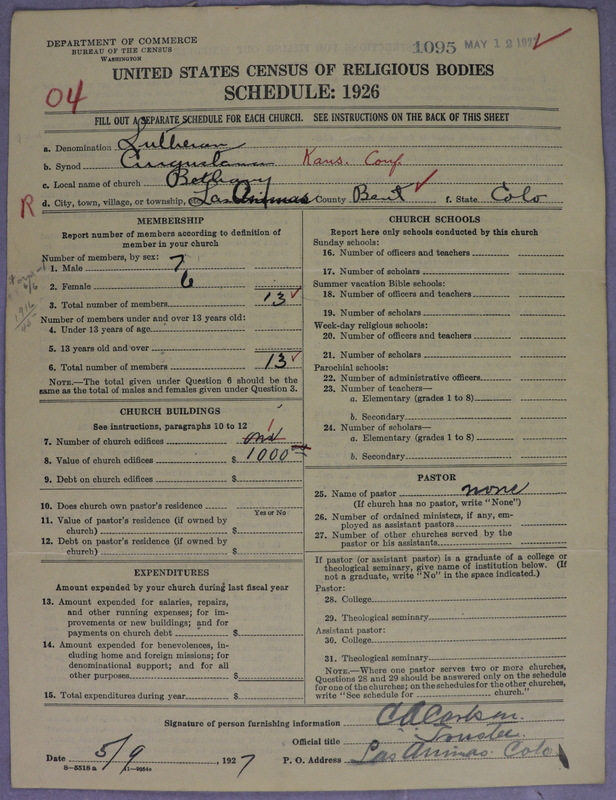 DEPARTMENT OF COMMERCE
BUREAU OF THE CENSUS
WASHINGTON
1095 MAY 12 192
UNITED STATES CENSUS OF RELIGIOUS BODIES
SCHEDULE: 1926
04
FILL OUT A SEPARATE SCHEDULE FOR EACH CHURCH. SEE INSTRUCTIONS ON THE BACK OF THIS SHEET
a. Denomination Lutheran
b. Synod Augustana Kans. Conf.
c. Local name of church Bethany
R d. City, town, village, or township, etc. Las Animas County Bent f. State Colo
MEMBERSHIP
Report number of members according to definition of
member in your church
Number of members, by sex:
1. Male 7
2. Female 6
3. Total number of members 13
1916
Number of members under and over 13 years old:
4. Under 13 years of age
5. 13 years old and over
6. Total number of members 13
NOTE.—The total given under Question 6 should be the
same as the total of males and females given under Question 3.
CHURCH BUILDINGS
See instructions, paragraphs 10 to 12
7. Number of church edifices one 1
8. Value of church edifices $ 1000
9. Debt on church edifices $
10. Does church own pastor's residence
Yes or No
11. Value of pastor's residence (if owned by
church) $
12. Debt on pastor's residence (if owned by
church) $
EXPENDITURES
Amount expended by your church during last fiscal year
13. Amount expended for salaries, repairs,
and other running expenses; for im-
provements or new buildings; and for
payments on church debt $
14. Amount expended for benevolences, in-
cluding home and foreign missions; for
denominational support; and for all
other purposes $
15. Total expenditures during year $
CHURCH SCHOOLS
Report here only schools conducted by this church
Sunday schools:
16. Number of officers and teachers
17. Number of scholars
Summer vacation Bible schools:
18. Number of officers and teachers
19. Number of scholars
Week-day religious schools:
20. Number of officers and teachers
21. Number of scholars
Parochial schools:
22. Number of administrative officers
23. Number of teachers—
a. Elementary (grades 1 to 8)
b. Secondary
24. Number of scholars—
a. Elementary (grades 1 to 8)
b. Secondary
PASTOR
25. Name of pastor none
(If church has no pastor, write "None")
26. Number of ordained ministers, if any, em-
ployed as assistant pastors
27. Number of other churches served by the
pastor or his assistants
If pastor (or assistant pastor) is a graduate of a college or
theological seminary, give name of institution below. (If
not a graduate, write "No" in the space indicated.)
Pastor:
28. College
29. Theological seminary
Assistant pastor:
30. College
31. Theological seminary
NOTE.—Where one pastor serves two or more churches,
Questions 28 and 29 should be answered only on the schedule
for one of the churches; on the schedules for the other churches,
write "See schedule for church."
Signature of person furnishing information C A Carlson
Official title Trustee
Date 5/9, 1927 P. O. Address Las Animas. Colo
8-5518 a